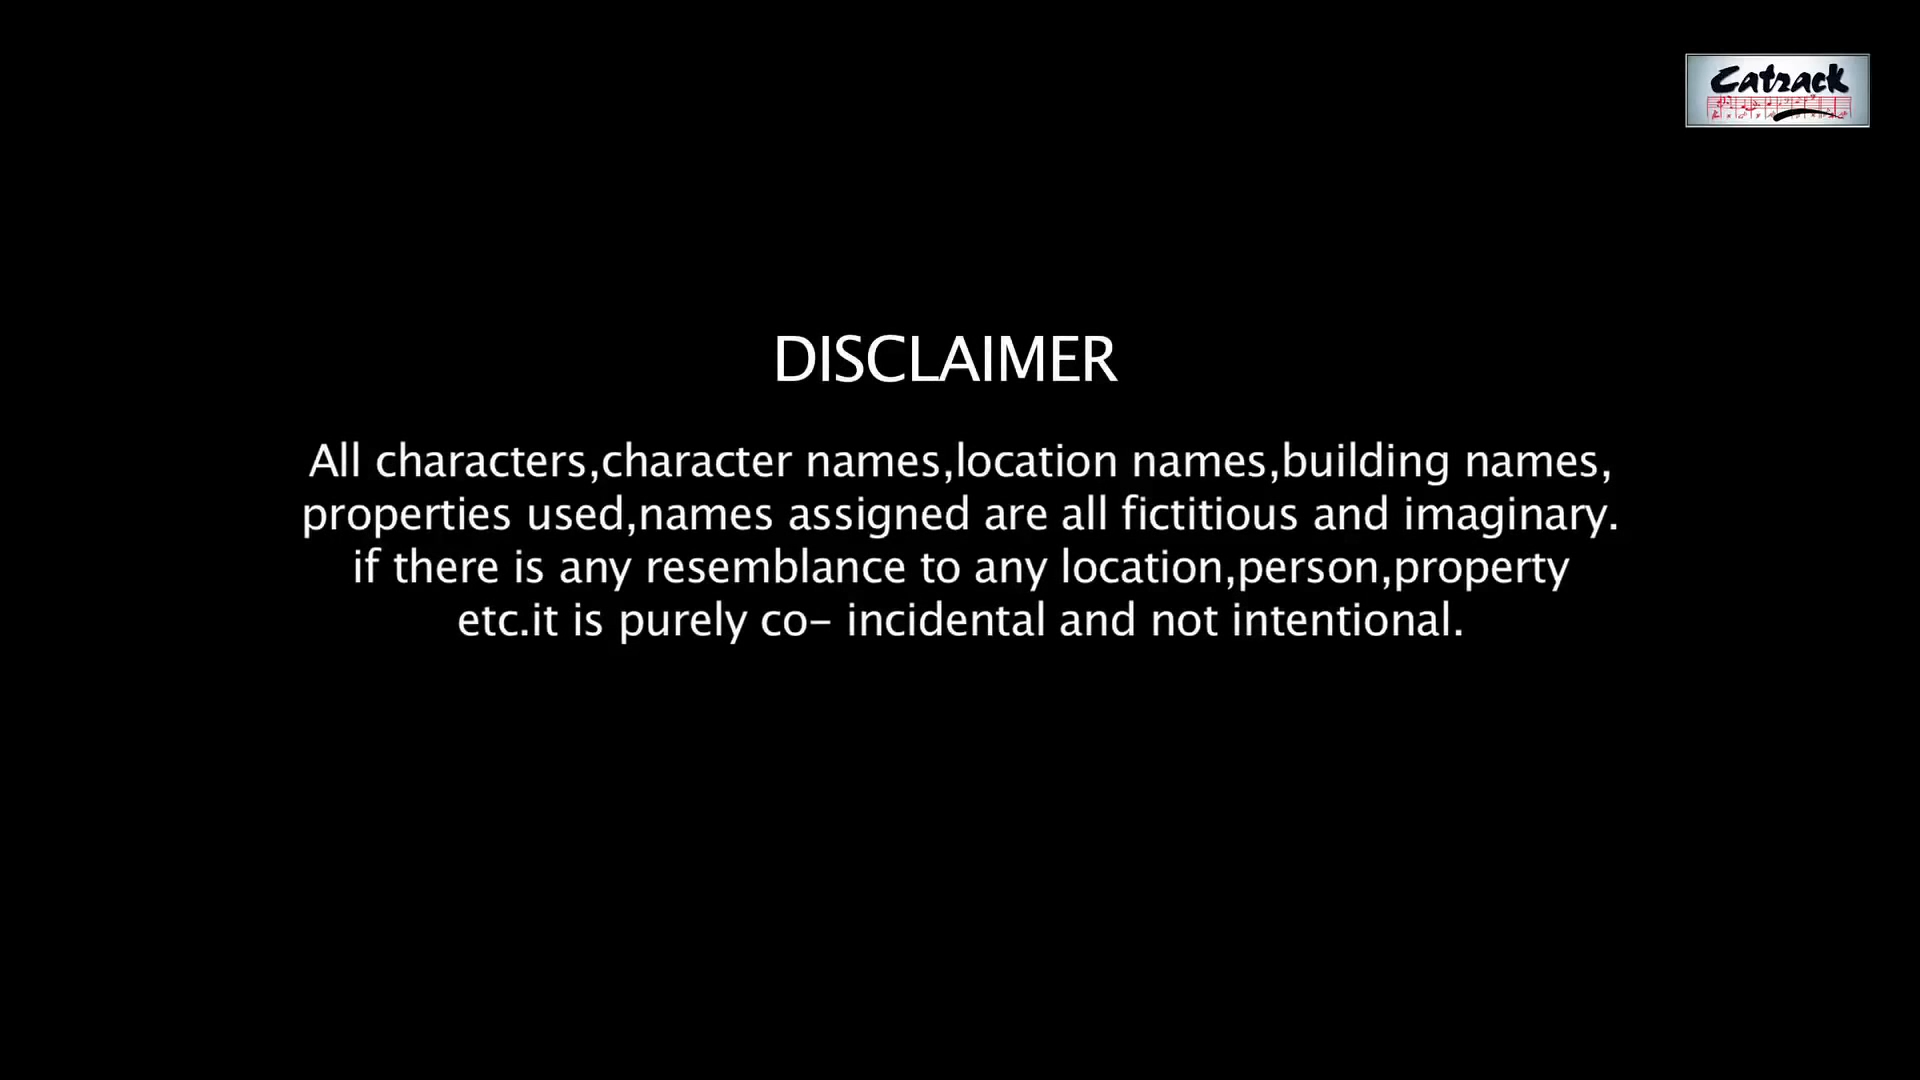 Catrack
DISCLAIMER
All characters,character names,location names,building names,
properties used,names assigned are all fictitious and imaginary.
if there is any resemblance to any location,person,property
etc.it is purely co- incidental and not intentional.